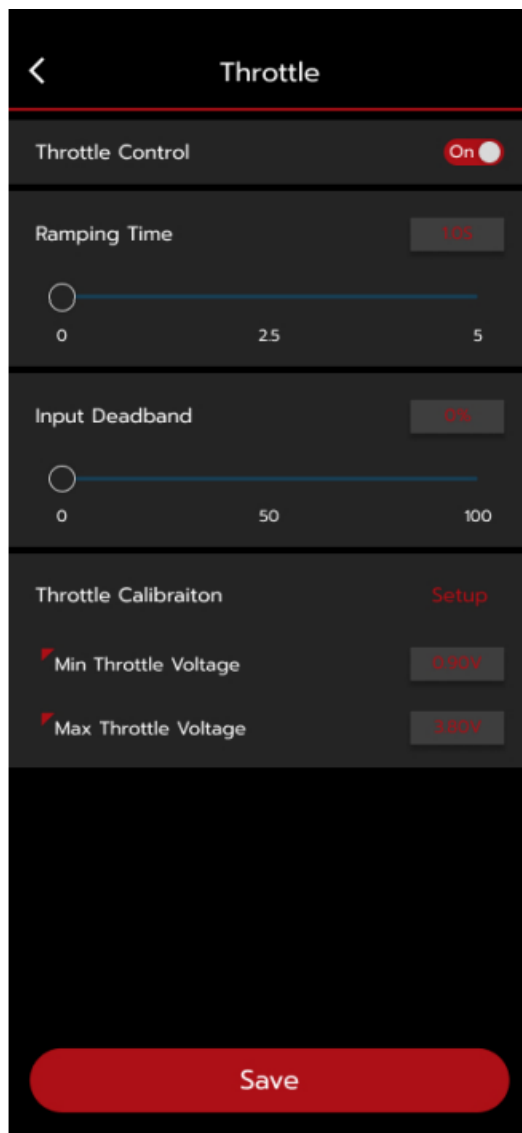 Throttle
Throttle Control On
Ramping Time 1.0S
0 2.5 5
Input Deadband 0%
0 50 100
Throttle Calibraiton Setup
Min Throttle Voltage 0.90V
Max Throttle Voltage 3.80V
Save